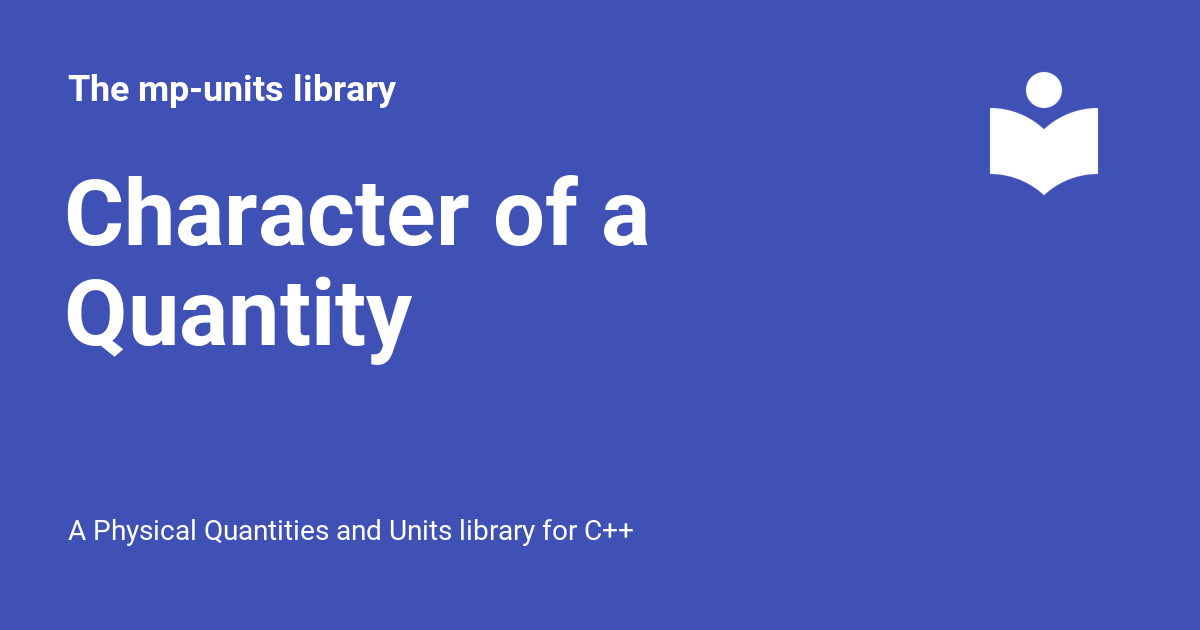 The mp-units library
Character of a
Quantity
A Physical Quantities and Units library for C++